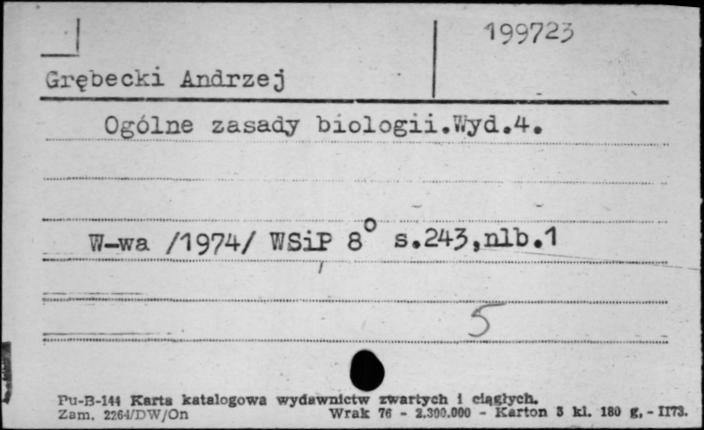 199723
Grębecki Andrzej
Ogólne zasady biologii.Wyd.4.
W-wa /1974/ WSiP 8° s.243,nlb.1
5
Pu-B-144 Karta katalogowa wydawnictw zwartych i ciągłych.
Zam. 2264/DW/On Wrak 76 - 2.300.000 - Karton 3 kl. 180 g, - II73.